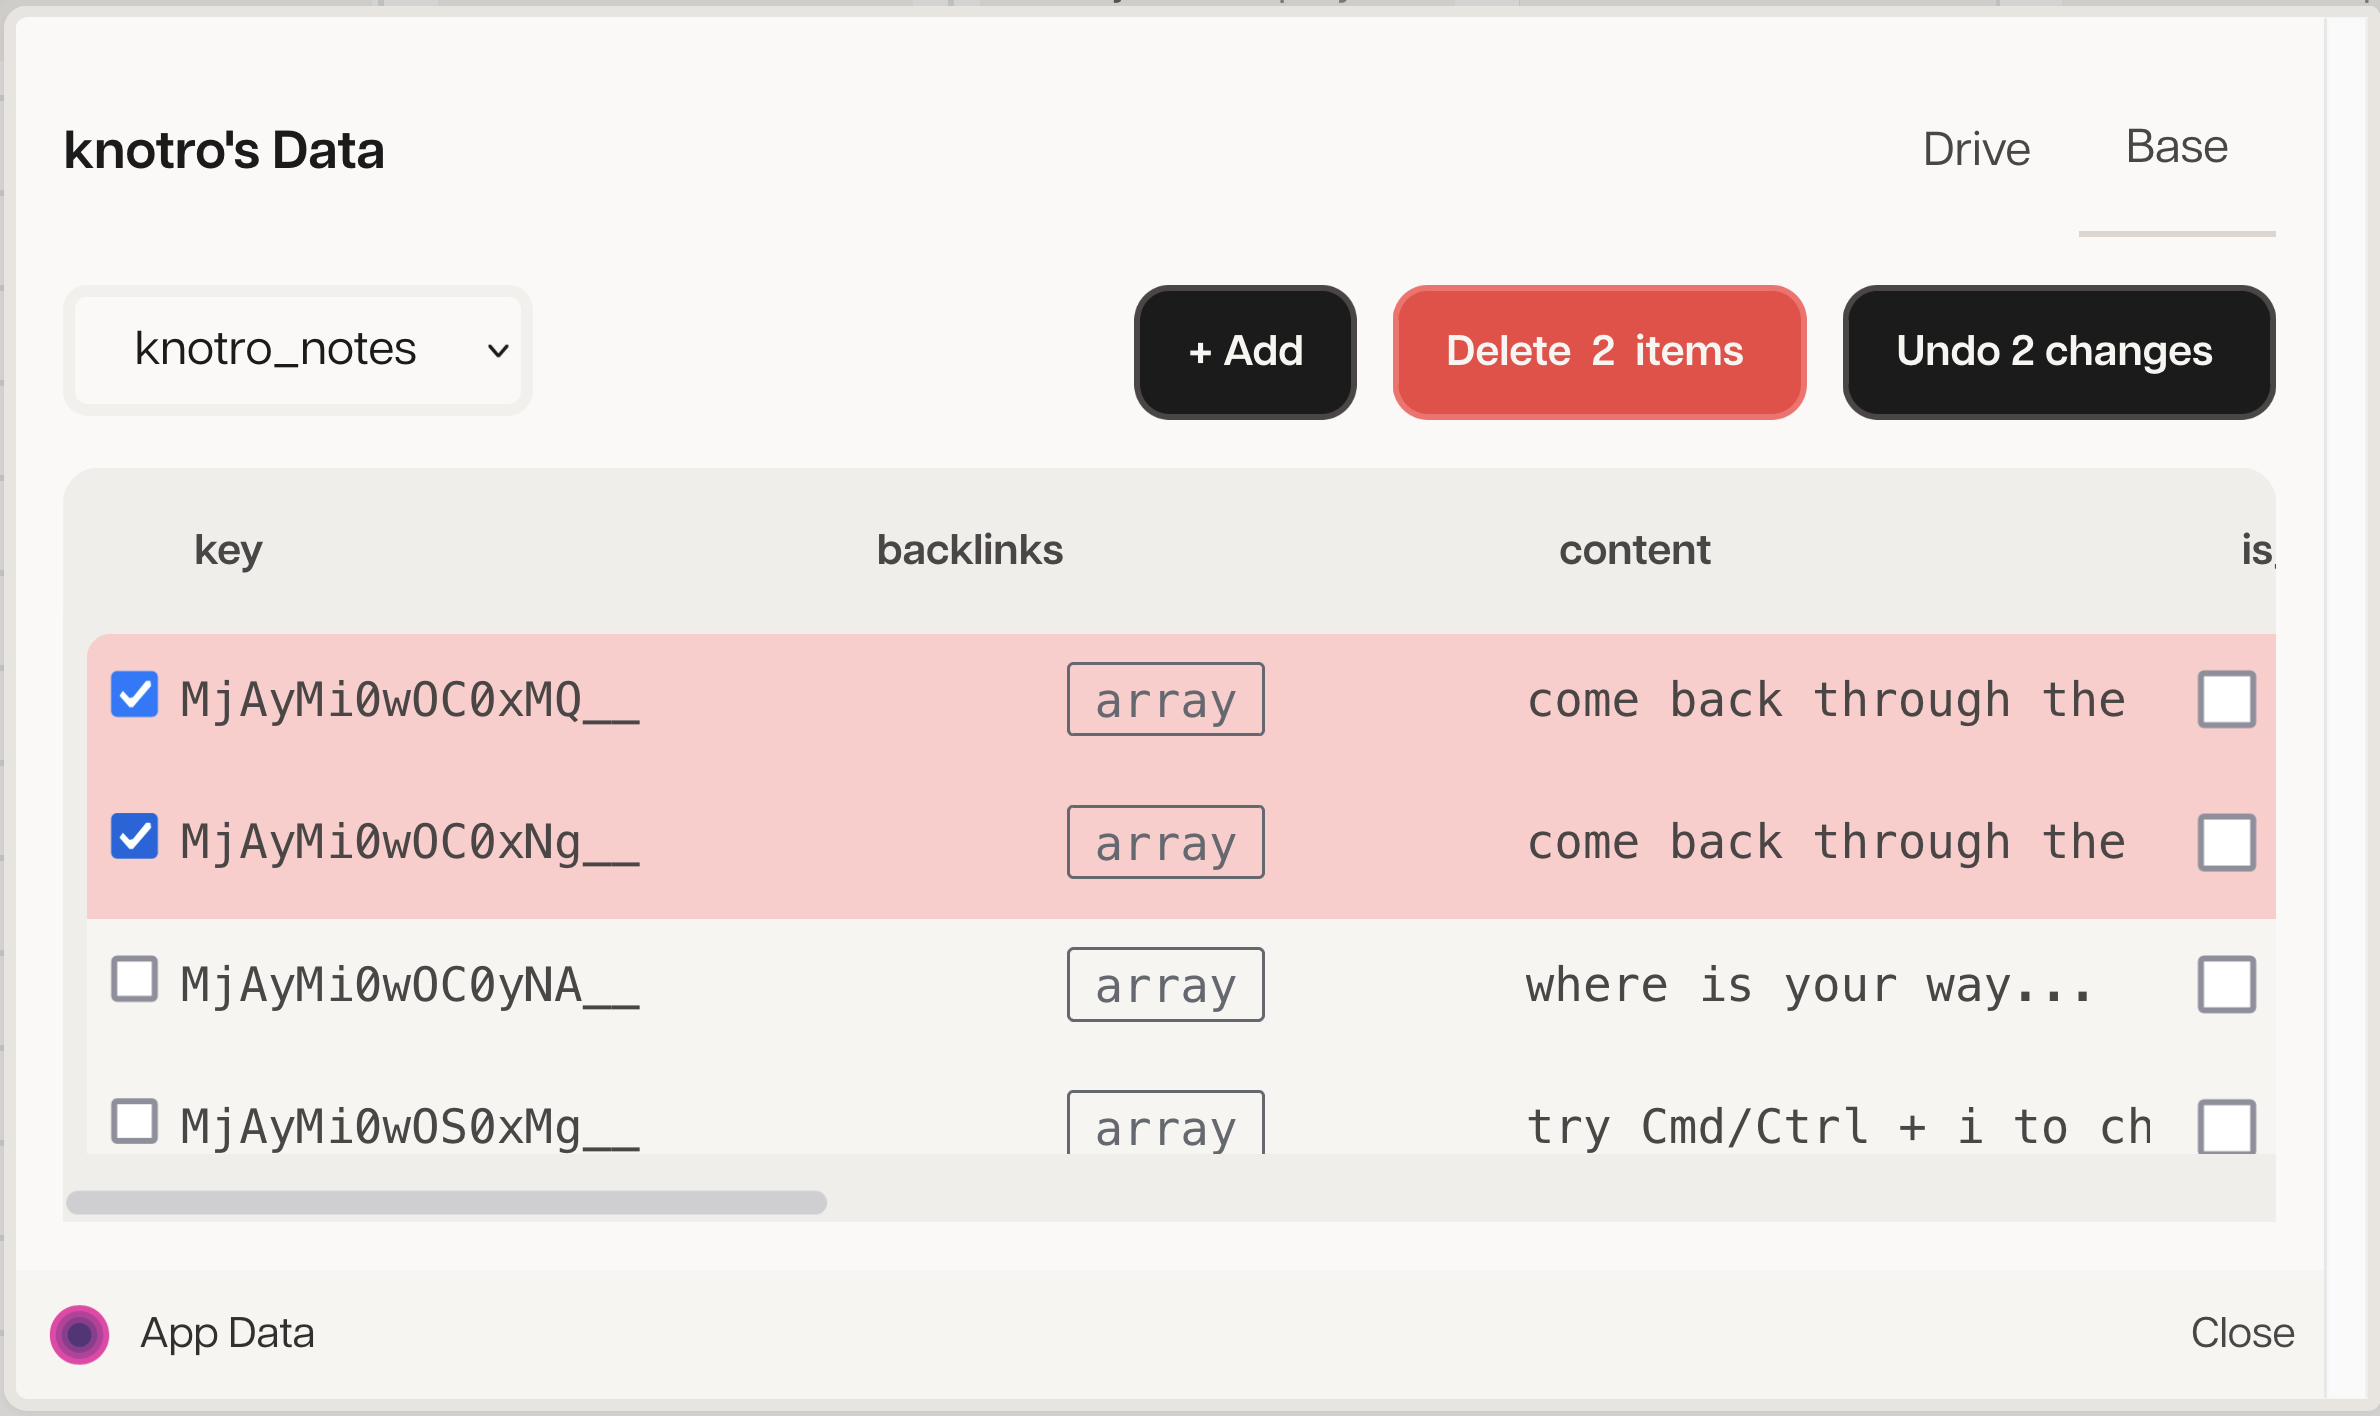 knotro's Data
Drive
Base
knotro_notes
+ Add
Delete 2 items
Undo 2 changes
key backlinks content is_
MjAyMi0wOC0xMQ__ array come back through the
MjAyMi0wOC0xNg__ array come back through the
MjAyMi0wOC0yNA__ array where is your way...
MjAyMi0wOS0xMg__ array try Cmd/Ctrl + i to ch
App Data
Close